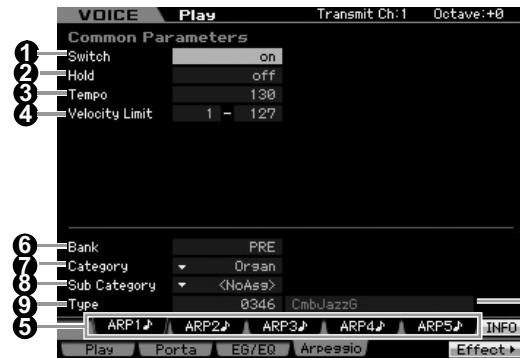 VOICE Play Transmit Ch:1 Octave:+0
Common Parameters
1 Switch on
2 Hold off
3 Tempo 130
4 Velocity Limit 1 – 127
6 Bank PRE
7 Category Organ
8 Sub Category <NoAsg>
9 Type 0346 CmbJazzG
5 ARP1♪ ARP2♪ ARP3♪ ARP4♪ ARP5♪ INFO
Play Porta EG/EQ Arpeggio Effect